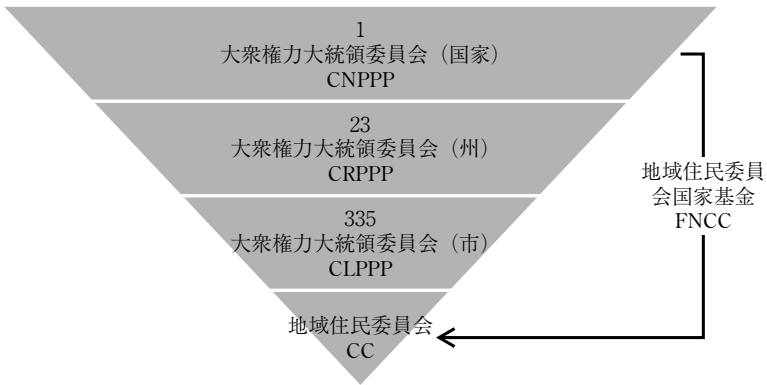 1
大衆権力大統領委員会（国家）
CNPPP
23
大衆権力大統領委員会（州）
CRPPP
335
大衆権力大統領委員会（市）
CLPPP
地域住民委員会
CC
地域住民委員
会国家基金
FNCC